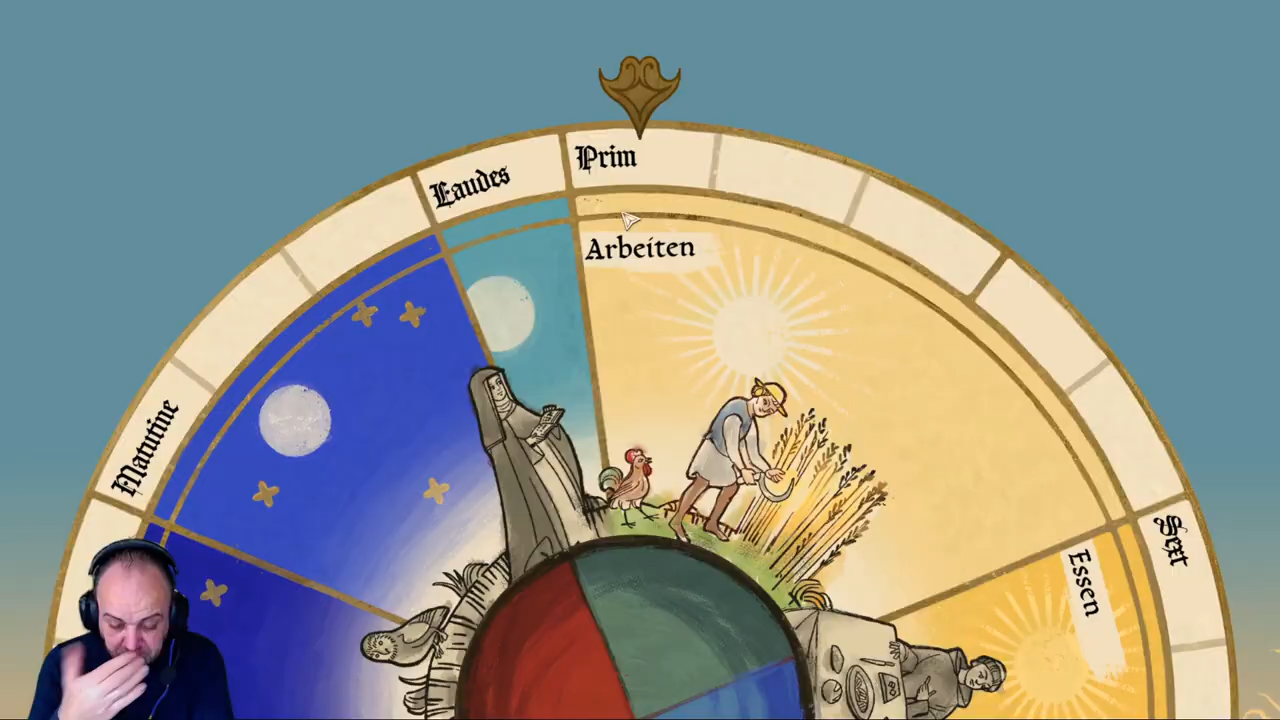 Matutine
Laudes
Prim
Arbeiten
Sext
Essen